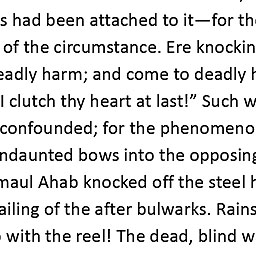 s had been attached to it—for th
of the circumstance. Ere knockin
eadly harm; and come to deadly h
I clutch thy heart at last!” Such w
confounded; for the phenomeno
ndaunted bows into the opposing
maul Ahab knocked off the steel h
ailing of the after bulwarks. Rains
with the reel! The dead, blind w